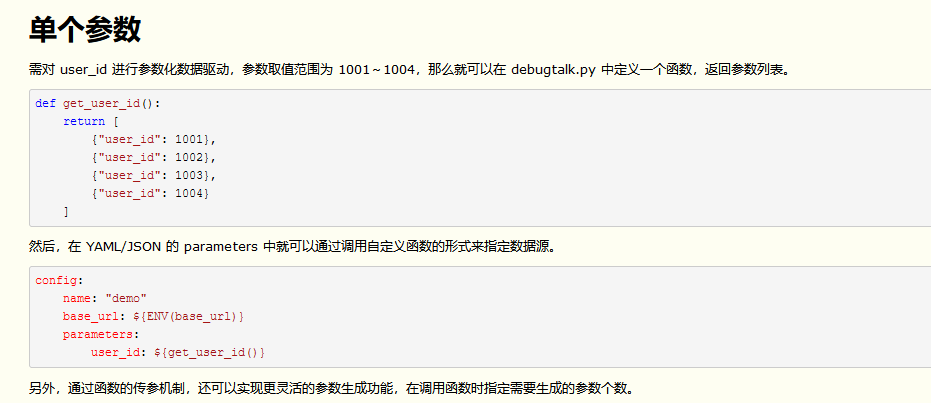 单个参数
需对 user_id 进行参数化数据驱动，参数取值范围为 1001～1004，那么就可以在 debugtalk.py 中定义一个函数，返回参数列表。
def get_user_id():
    return [
        {"user_id": 1001},
        {"user_id": 1002},
        {"user_id": 1003},
        {"user_id": 1004}
    ]
然后，在 YAML/JSON 的 parameters 中就可以通过调用自定义函数的形式来指定数据源。
config:
    name: "demo"
    base_url: ${ENV(base_url)}
    parameters:
        user_id: ${get_user_id()}
另外，通过函数的传参机制，还可以实现更灵活的参数生成功能，在调用函数时指定需要生成的参数个数。